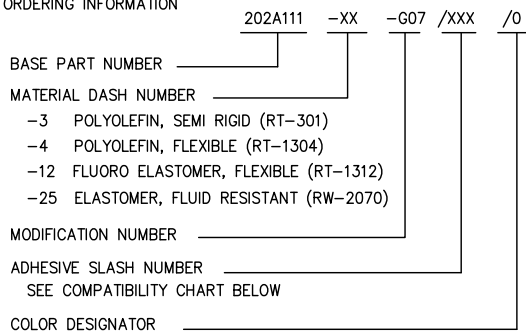 ORDERING INFORMATION
202A111 -XX -G07 /XXX /0
BASE PART NUMBER
MATERIAL DASH NUMBER
-3 POLYOLEFIN, SEMI RIGID (RT-301)
-4 POLYOLEFIN, FLEXIBLE (RT-1304)
-12 FLUORO ELASTOMER, FLEXIBLE (RT-1312)
-25 ELASTOMER, FLUID RESISTANT (RW-2070)
MODIFICATION NUMBER
ADHESIVE SLASH NUMBER
SEE COMPATIBILITY CHART BELOW
COLOR DESIGNATOR